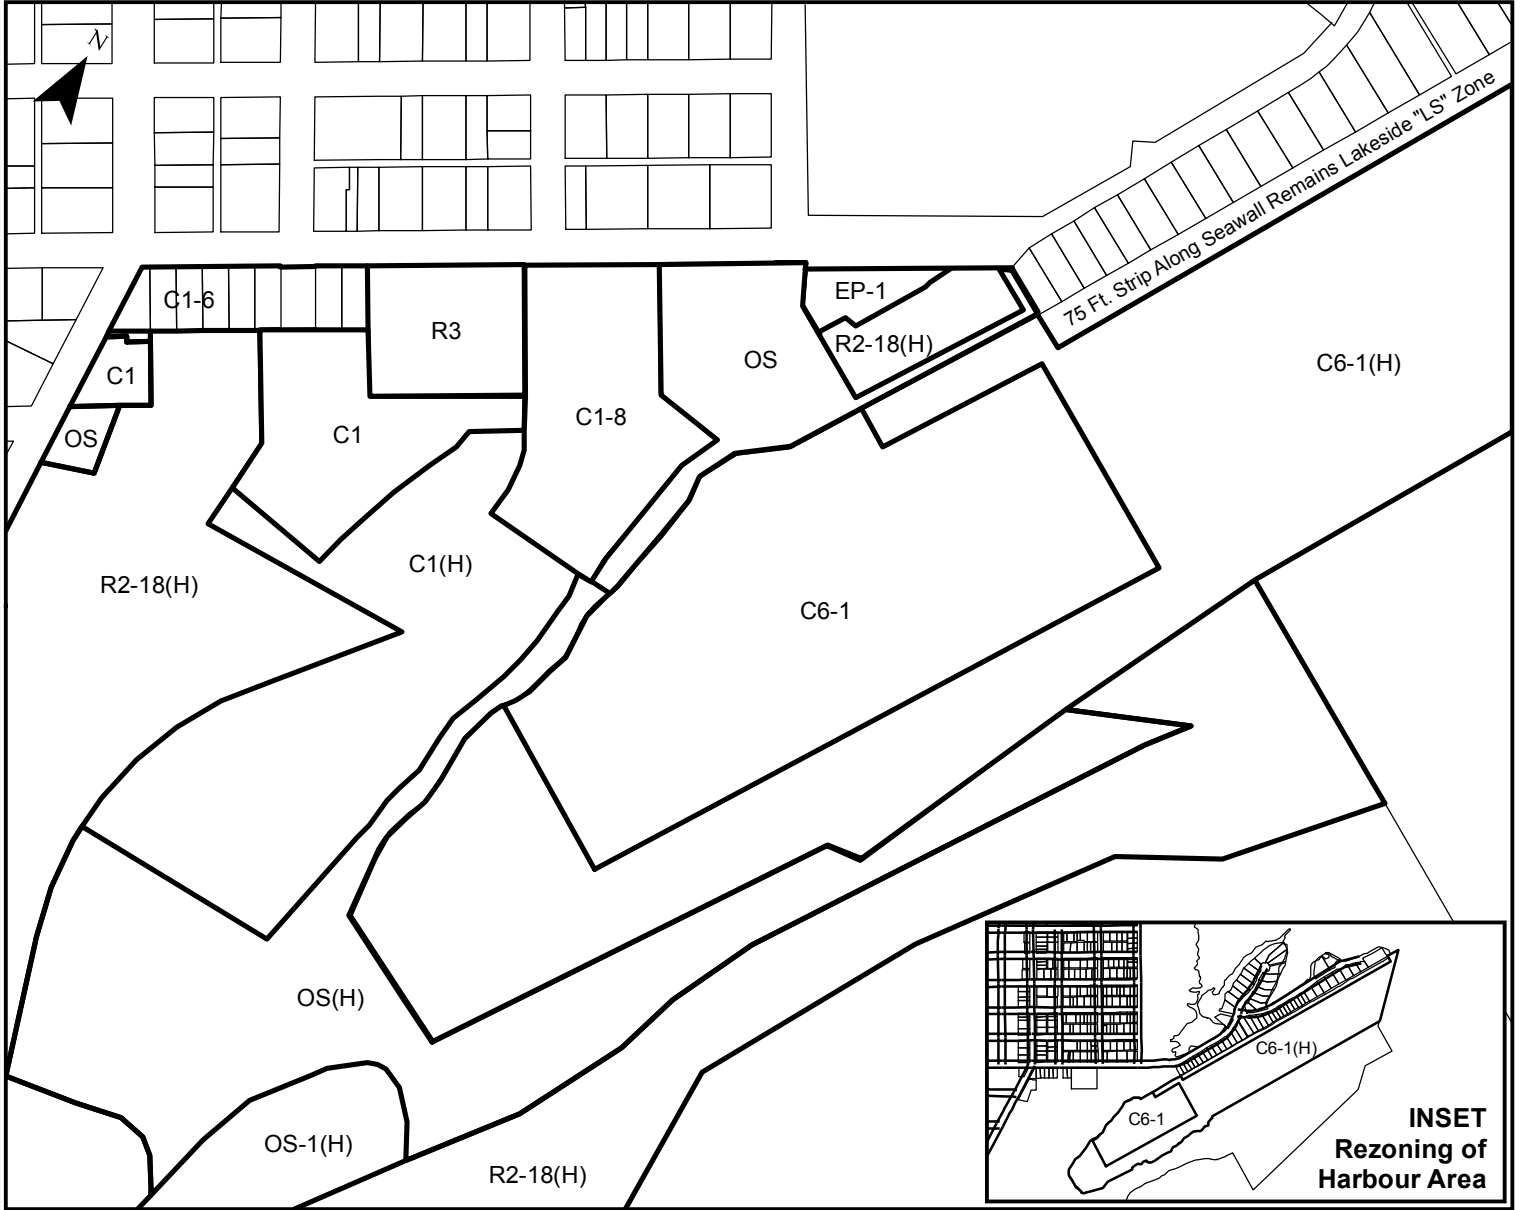 N
75 Ft. Strip Along Seawall Remains Lakeside "LS" Zone
C1-6
EP-1
R3
R2-18(H)
OS
C6-1(H)
C1
C1-8
C1
OS
C1(H)
R2-18(H)
C6-1
OS(H)
OS-1(H)
R2-18(H)
C6-1(H)
C6-1
INSET
Rezoning of
Harbour Area